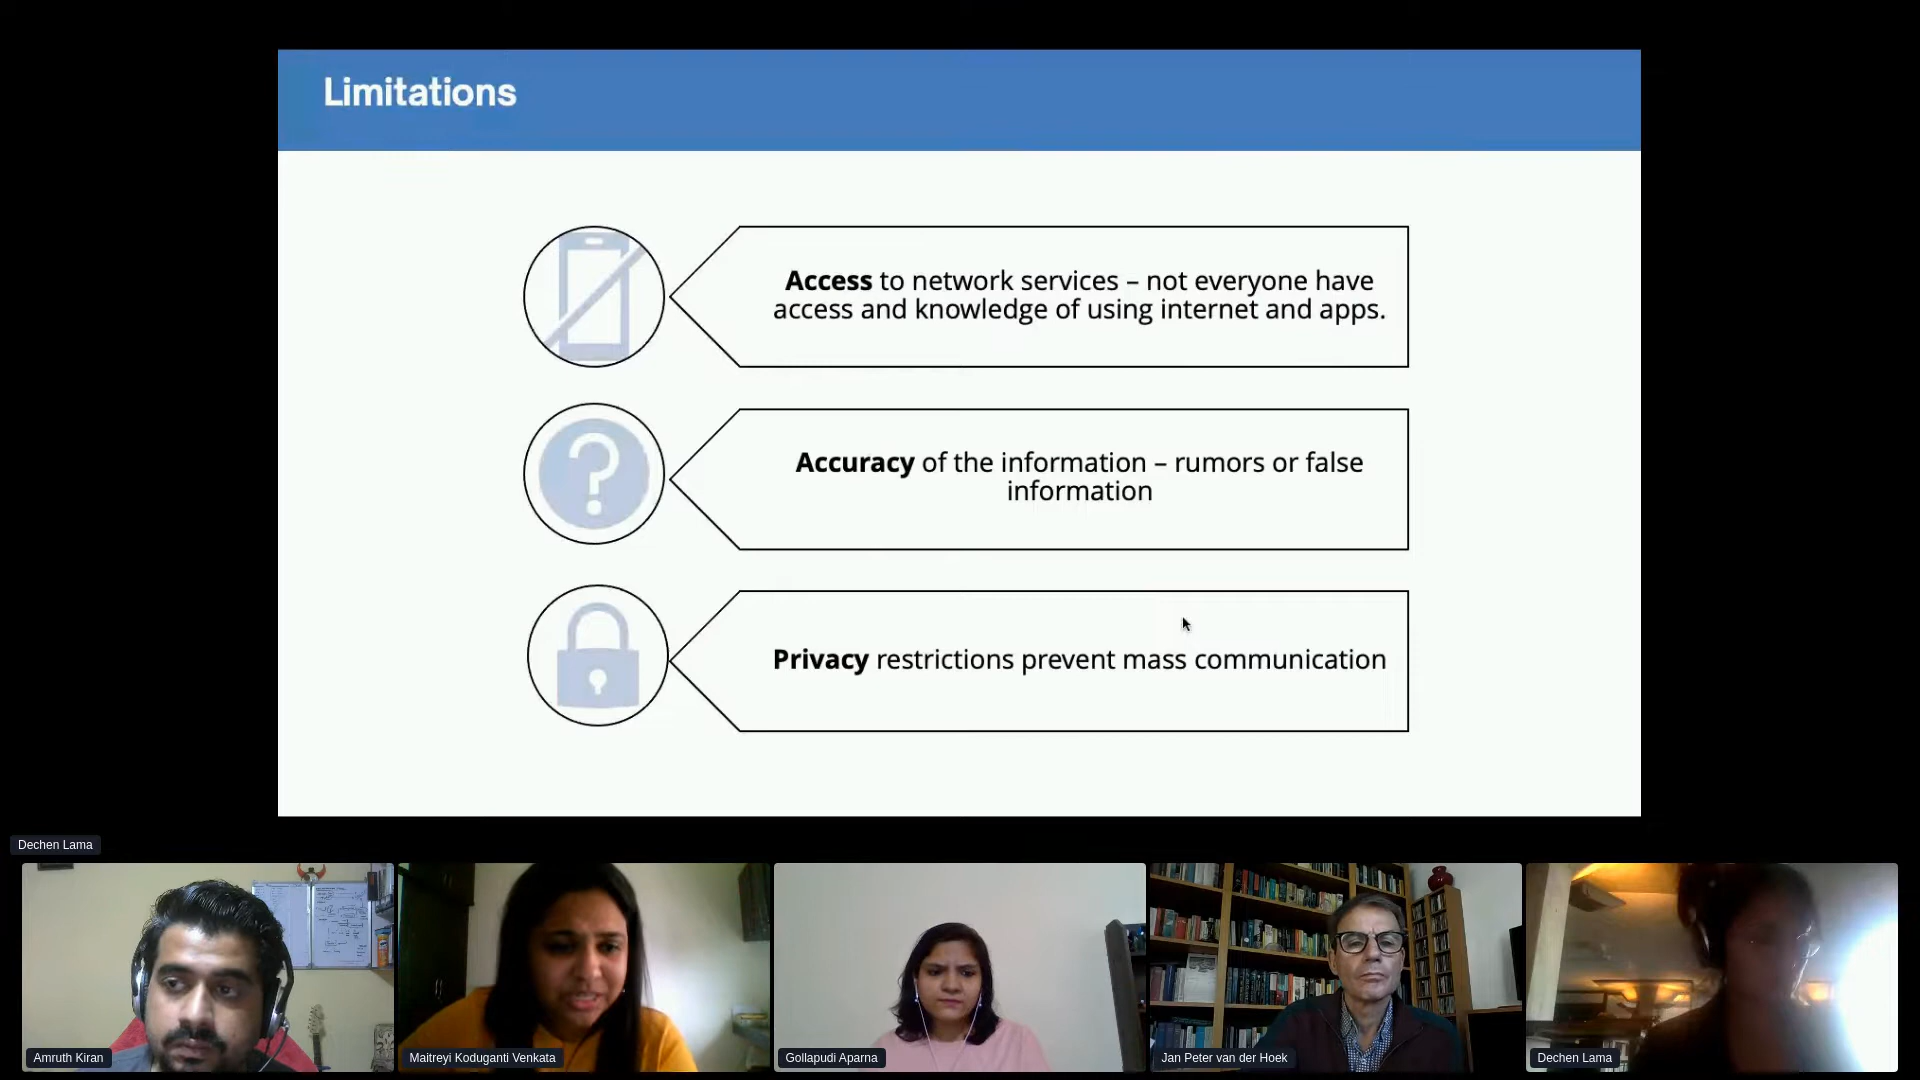 Limitations
Access to network services – not everyone have
access and knowledge of using internet and apps.
?
Accuracy of the information – rumors or false
information
Privacy restrictions prevent mass communication
Dechen Lama
Amruth Kiran
Maitreyi Koduganti Venkata
Gollapudi Aparna
Jan Peter van der Hoek
Dechen Lama